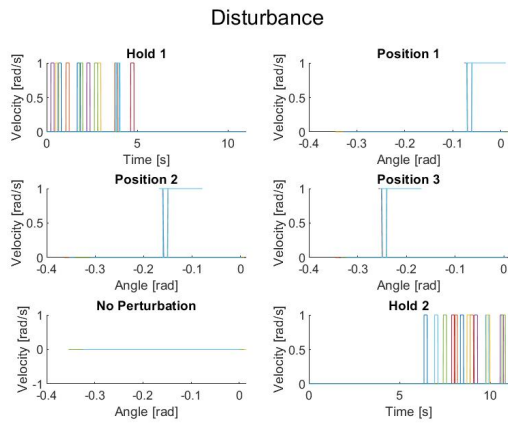 Disturbance
Hold 1
Velocity [rad/s]
1
0.5
0
0 5 10
Time [s]
Position 1
Velocity [rad/s]
1
0.5
0
-0.4 -0.3 -0.2 -0.1 0
Angle [rad]
Position 2
Velocity [rad/s]
1
0.5
0
-0.4 -0.3 -0.2 -0.1 0
Angle [rad]
Position 3
Velocity [rad/s]
1
0.5
0
-0.4 -0.3 -0.2 -0.1 0
Angle [rad]
No Perturbation
Velocity [rad/s]
1
0
-1
-0.4 -0.3 -0.2 -0.1 0
Angle [rad]
Hold 2
Velocity [rad/s]
1
0.5
0
0 5 10
Time [s]